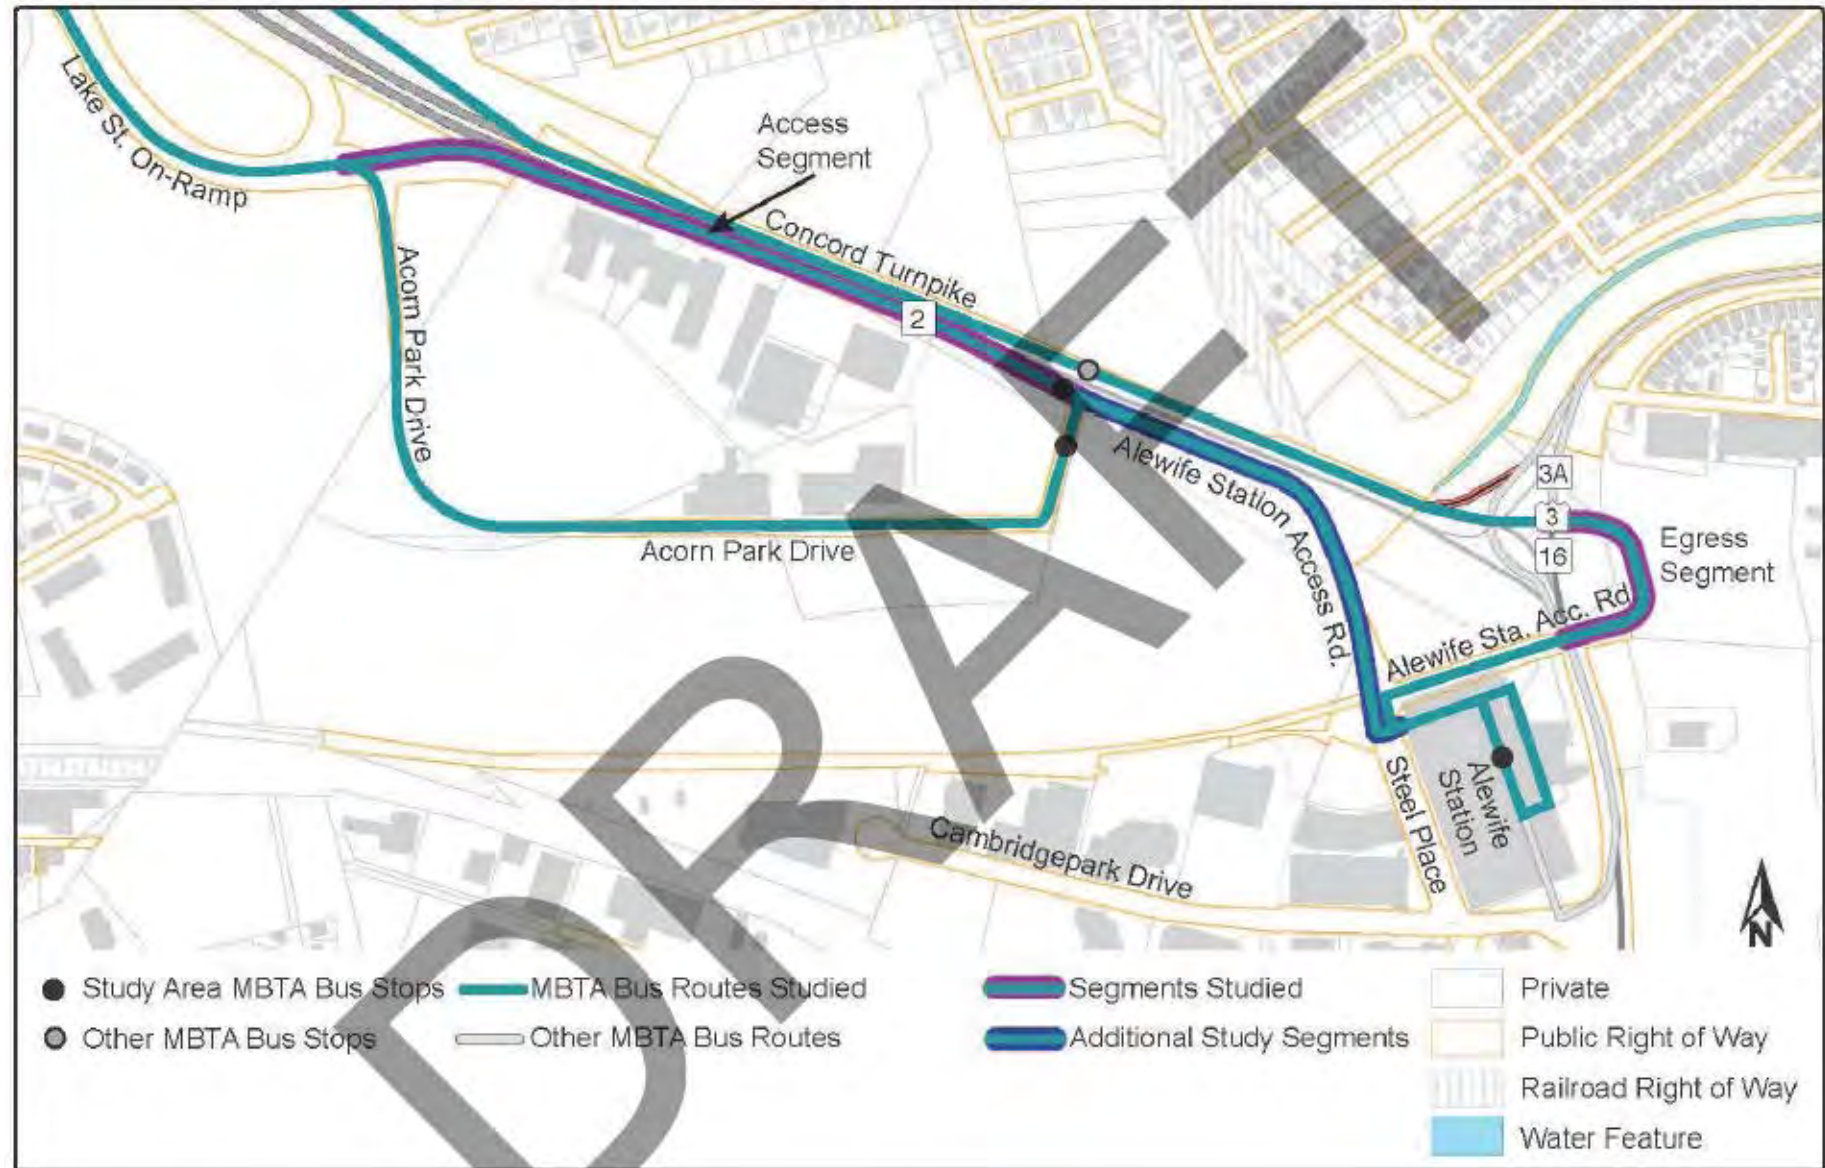 Lake St. On-Ramp
Access
Segment
Concord Turnpike
2
Acorn Park Drive
Acorn Park Drive
Alewife Station Access Rd.
3A
3
16
Egress
Segment
Alewife Sta. Acc. Rd
Alewife
Station
Steel Place
Cambridgepark Drive
N
DRAFT
Study Area MBTA Bus Stops
MBTA Bus Routes Studied
Segments Studied
Private
Other MBTA Bus Stops
Other MBTA Bus Routes
Additional Study Segments
Public Right of Way
Railroad Right of Way
Water Feature